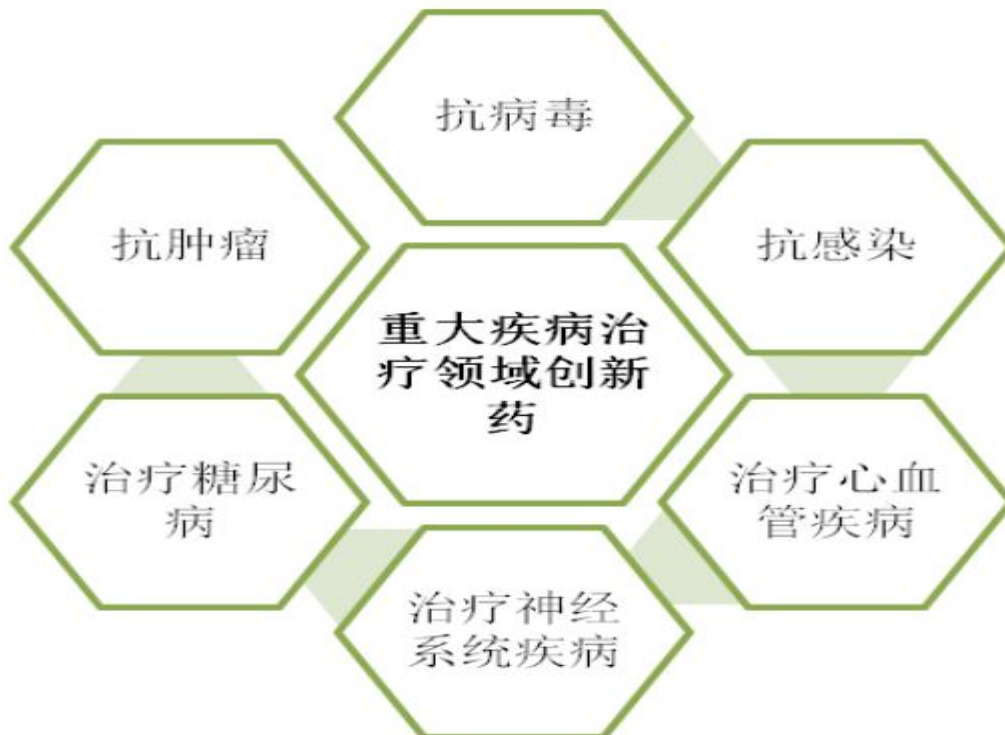 抗病毒
抗肿瘤
抗感染
重大疾病治
疗领域创新
药
治疗糖尿
病
治疗心血
管疾病
治疗神经
系统疾病